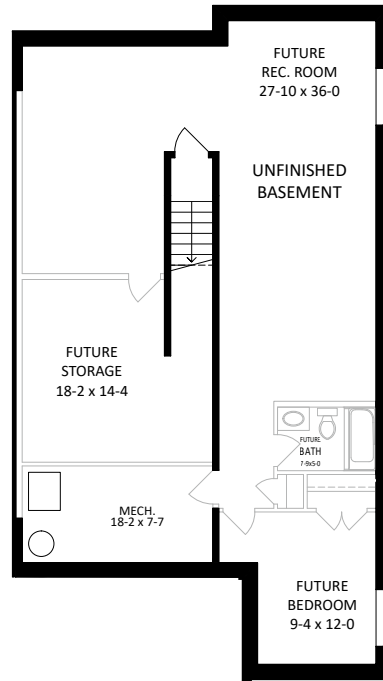 FUTURE
REC. ROOM
27-10 x 36-0
UNFINISHED
BASEMENT
FUTURE
STORAGE
18-2 x 14-4
FUTURE
BATH
7-9x5-0
MECH.
18-2 x 7-7
FUTURE
BEDROOM
9-4 x 12-0